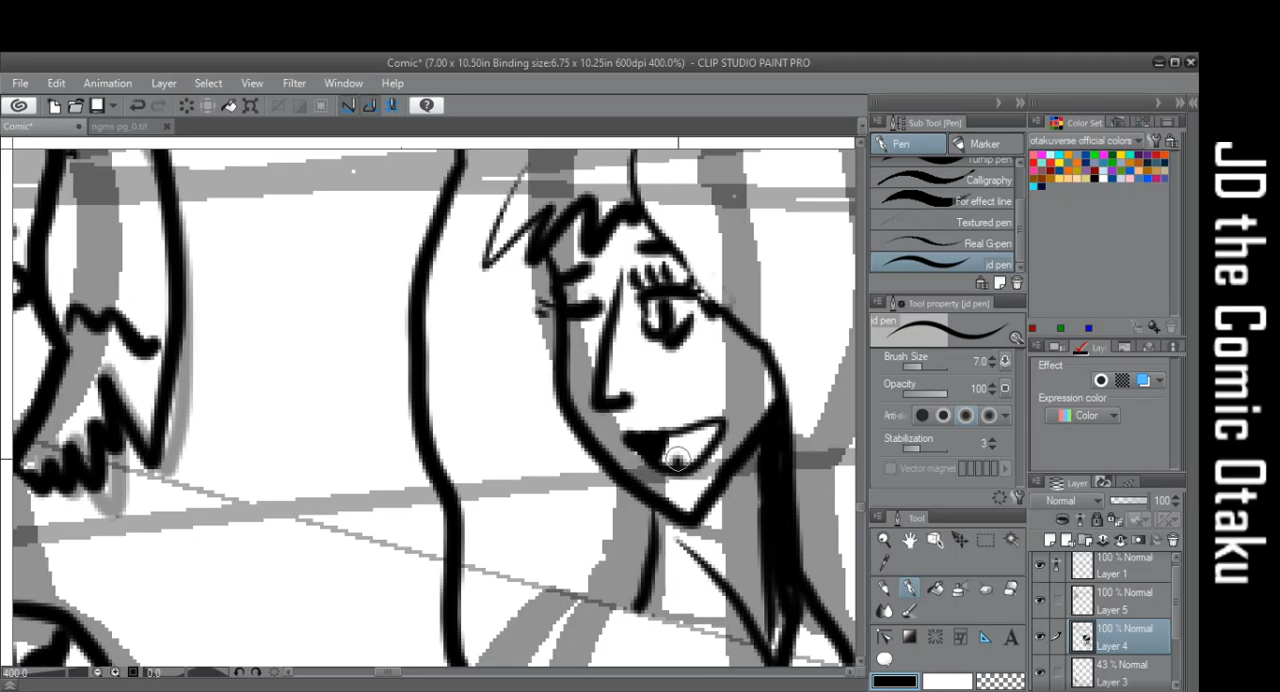 Comic* (7.00 x 10.50in Binding size:6.75 x 10.25in 600dpi 400.0%) - CLIP STUDIO PAINT PRO
File Edit Animation Layer Select View Filter Window Help
Comic* ngms pg_0.tif
Sub Tool [Pen]
Pen Marker
Turnip pen
Calligraphy
For effect line
Textured pen
Real G-pen
jd pen
Tool property [jd pen]
jd pen
Brush Size 7.0
Opacity 100
Stabilization 3
Vector magnet
Tool
Color Set
otakuverse official colors
Effect
Expression color
Color
Layer
Normal 100
100 % Normal
Layer 1
100 % Normal
Layer 5
100 % Normal
Layer 4
43 % Normal
Layer 3
400.0 0.0
JD the Comic Otaku